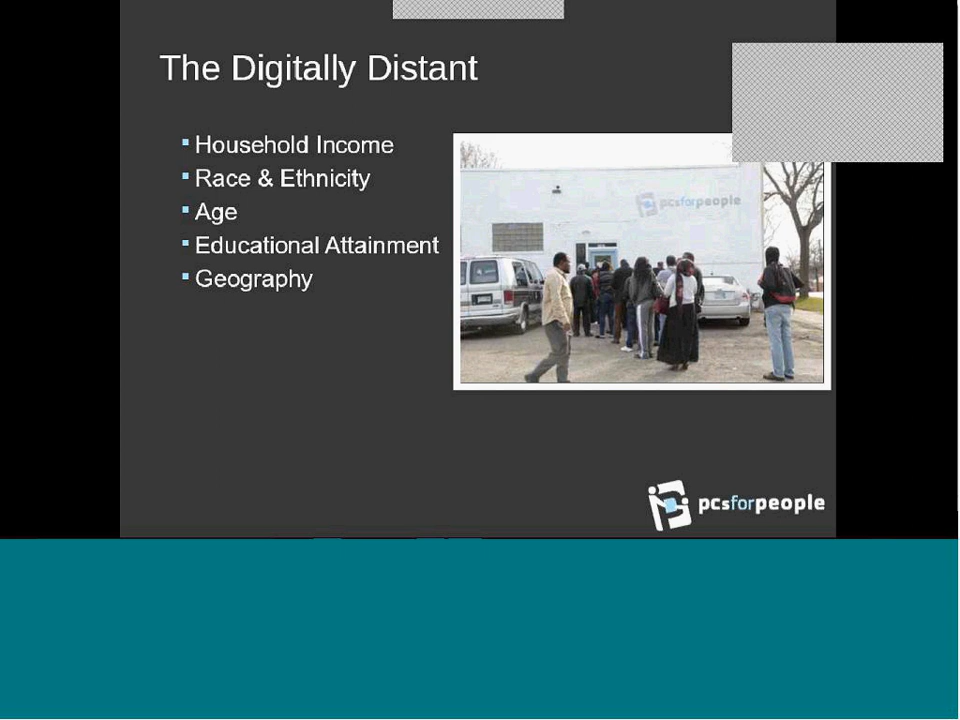 The Digitally Distant
Household Income
Race & Ethnicity
Age
Educational Attainment
Geography
pcsforpeople
pcsforpeople